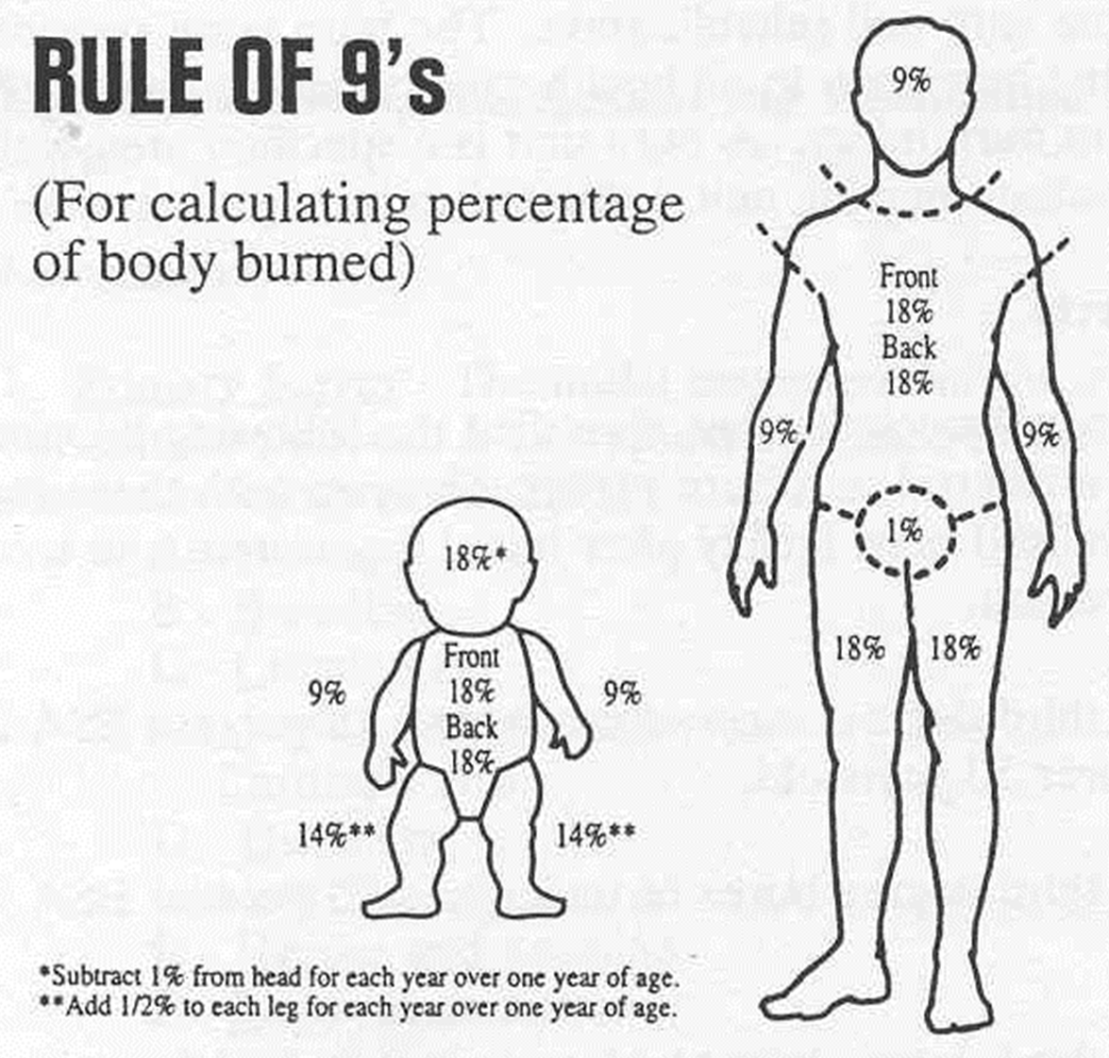 RULE OF 9's
(For calculating percentage
of body burned)
9%
Front
18%
Back
18%
9%
9%
1%
18%
18%
18%*
Front
18%
Back
18%
9%
9%
14%**
14%**
*Subtract 1% from head for each year over one year of age.
**Add 1/2% to each leg for each year over one year of age.